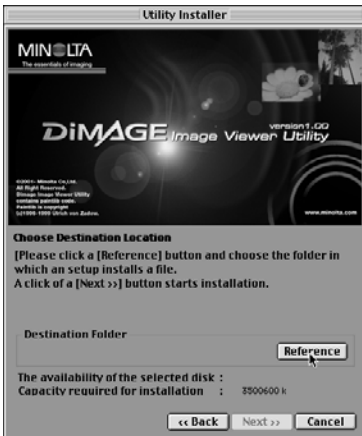 Utility Installer
MINOLTA
The essentials of imaging
DiMAGE Image Viewer Utility
version1.00
©2001- Minolta Co.,Ltd.
All Right Reserved.
Dimage Image Viewer Utility
contains paintlib code.
Paintlib is copyright
(c)1996-1999 Ulrich von Zadow.
www.minolta.com
Choose Destination Location
[Please click a [Reference] button and choose the folder in
which an setup installs a file.
A click of a [Next >>] button starts installation.
Destination Folder
Reference
The availability of the selected disk :
Capacity required for installation : 3500600 k
<< Back Next >> Cancel